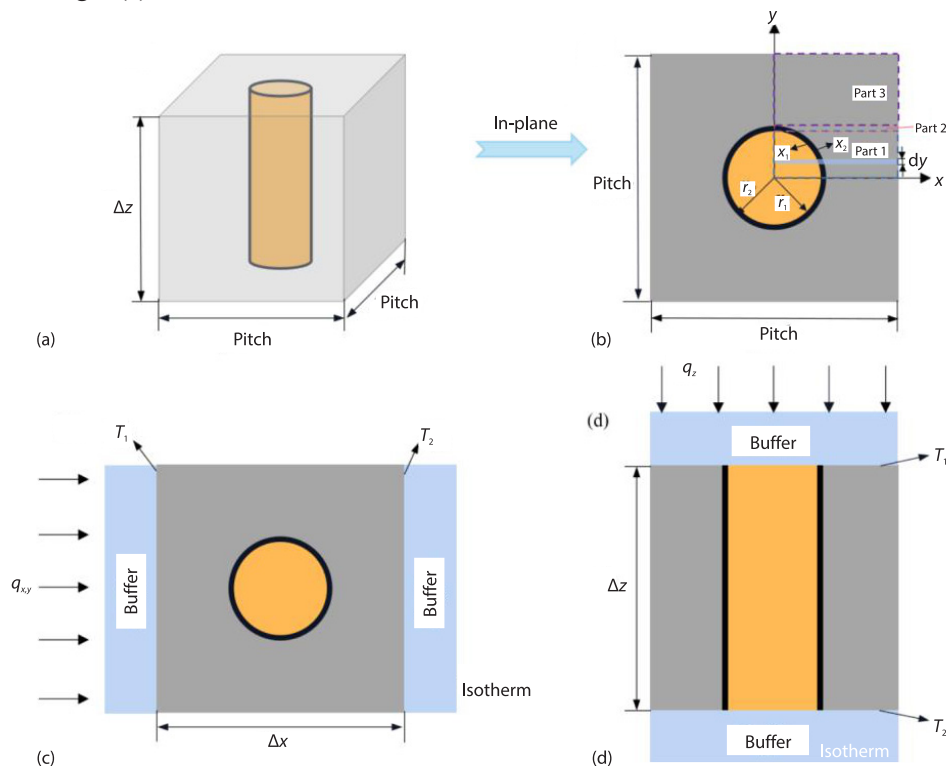 Δz
Pitch
Pitch
(a)
In-plane
y
Part 3
Part 2
Part 1
x₁
x₂
dy
x
Pitch
r₂
r₁
Pitch
(b)
T₁
T₂
qx,y
Buffer
Buffer
Isotherm
Δx
(c)
qz
(d)
Buffer
T₁
Δz
T₂
Buffer
Isotherm
(d)